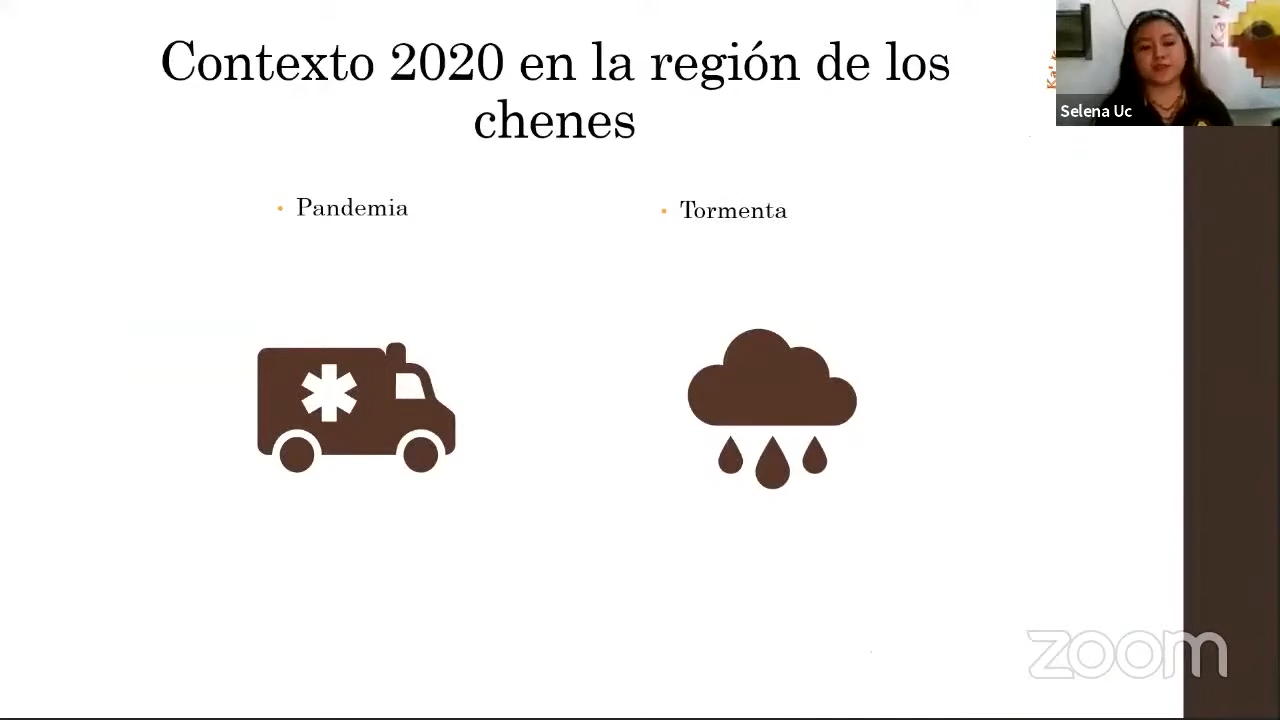 Contexto 2020 en la región de los
chenes
• Pandemia
• Tormenta
Selena Uc
zoom